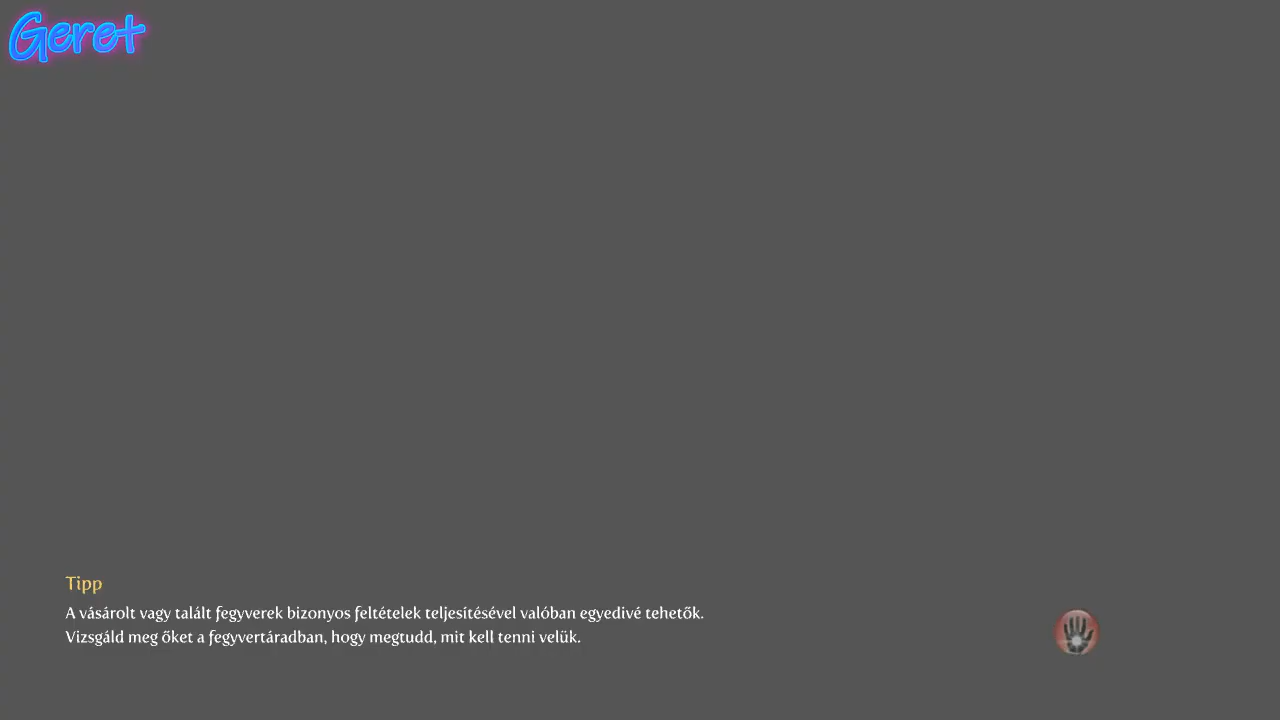 Geret
Tipp
A vásárolt vagy talált fegyverek bizonyos feltételek teljesítésével valóban egyedivé tehetők.
Vizsgáld meg őket a fegyvertáradban, hogy megtudd, mit kell tenni velük.